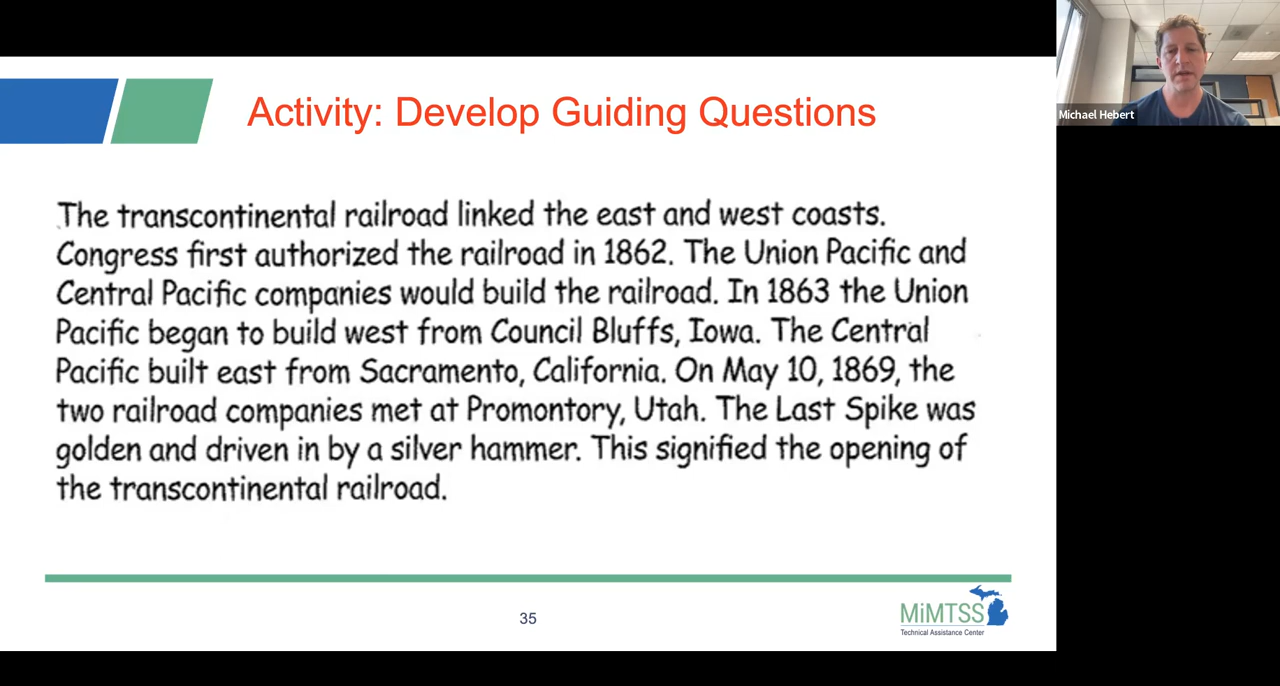 Activity: Develop Guiding Questions
Michael Hebert
The transcontinental railroad linked the east and west coasts.
Congress first authorized the railroad in 1862. The Union Pacific and
Central Pacific companies would build the railroad. In 1863 the Union
Pacific began to build west from Council Bluffs, Iowa. The Central
Pacific built east from Sacramento, California. On May 10, 1869, the
two railroad companies met at Promontory, Utah. The Last Spike was
golden and driven in by a silver hammer. This signified the opening of
the transcontinental railroad.
35
MiMTSS
Technical Assistance Center